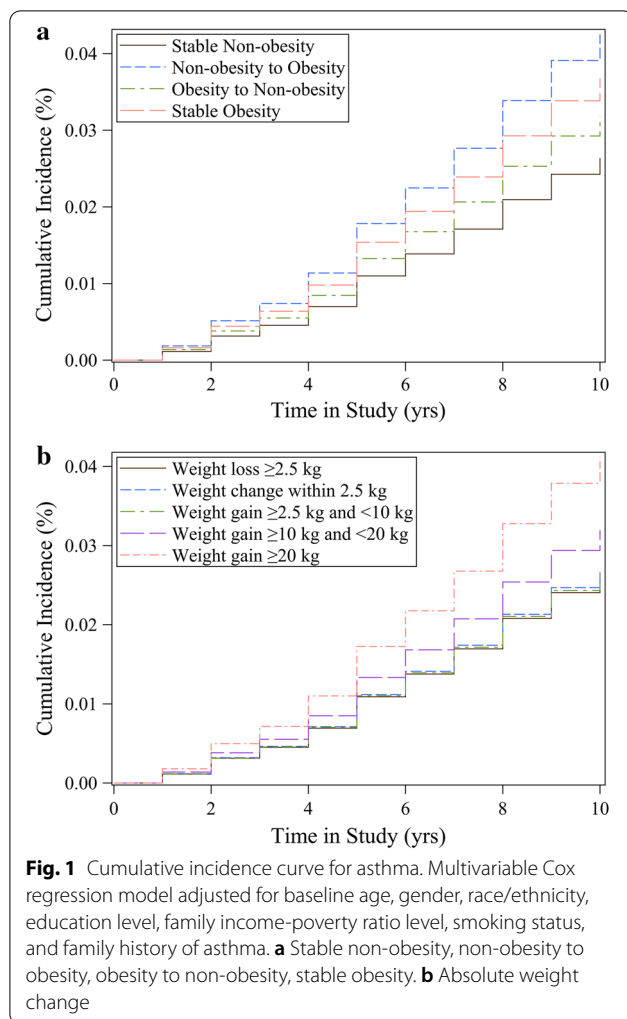 a
Stable Non-obesity
Non-obesity to Obesity
Obesity to Non-obesity
Stable Obesity
Cumulative Incidence (%)
0.04
0.03
0.02
0.01
0.00
0 2 4 6 8 10
Time in Study (yrs)
b
Weight loss ≥2.5 kg
Weight change within 2.5 kg
Weight gain ≥2.5 kg and <10 kg
Weight gain ≥10 kg and <20 kg
Weight gain ≥20 kg
Cumulative Incidence (%)
0.04
0.03
0.02
0.01
0.00
0 2 4 6 8 10
Time in Study (yrs)
Fig. 1 Cumulative incidence curve for asthma. Multivariable Cox
regression model adjusted for baseline age, gender, race/ethnicity,
education level, family income-poverty ratio level, smoking status,
and family history of asthma. a Stable non-obesity, non-obesity to
obesity, obesity to non-obesity, stable obesity. b Absolute weight
change